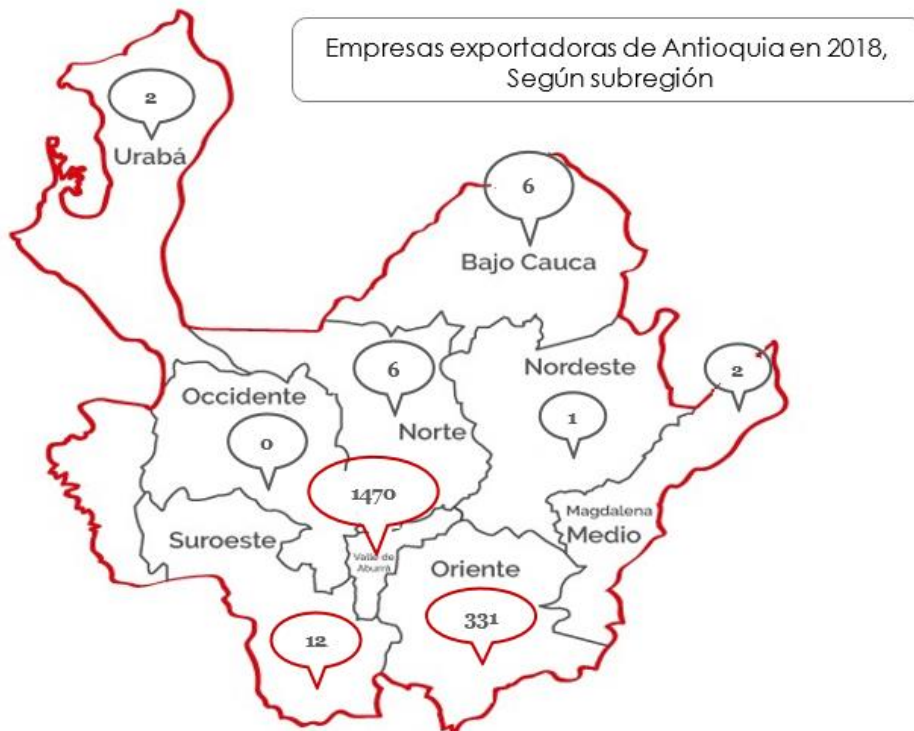 Empresas exportadoras de Antioquia en 2018,
Según subregión
2
Urabá
6
Bajo Cauca
6
Norte
Nordeste
1
2
Magdalena
Medio
Occidente
0
1470
Valle de
Aburrá
Suroeste
12
Oriente
331